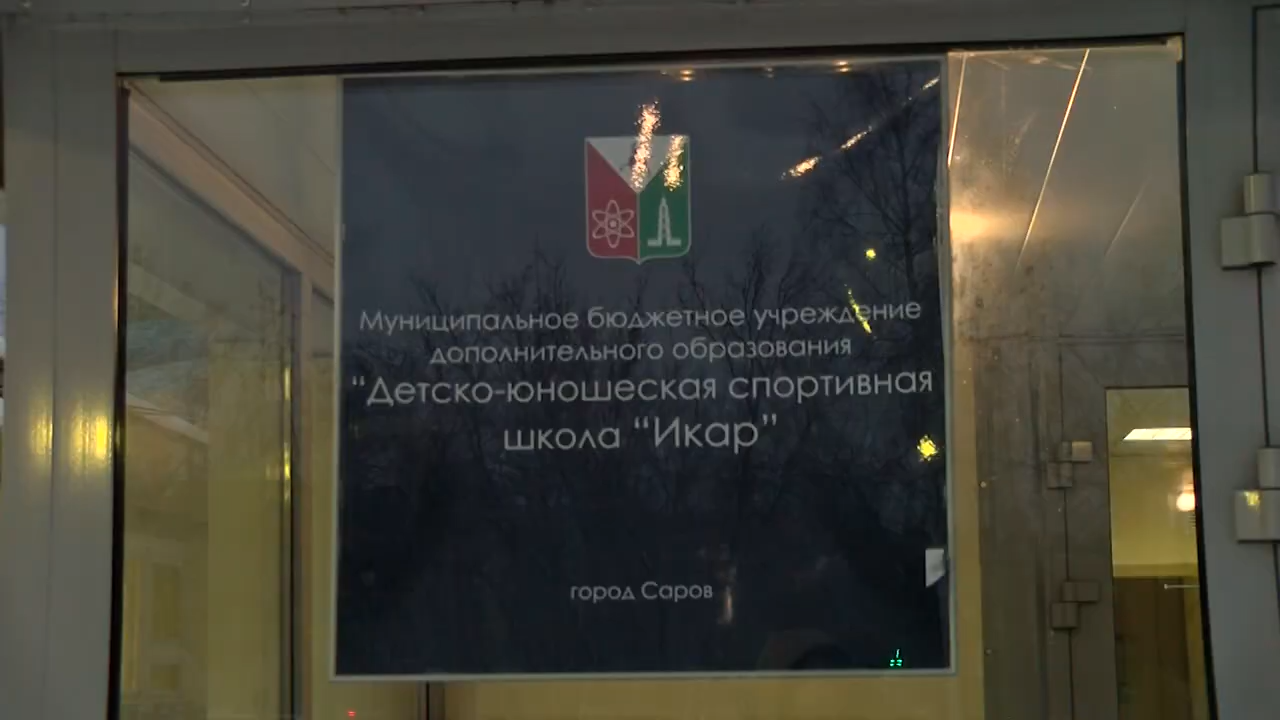 Муниципальное бюджетное учреждение
дополнительного образования
“Детско-юношеская спортивная
школа “Икар”
город Саров